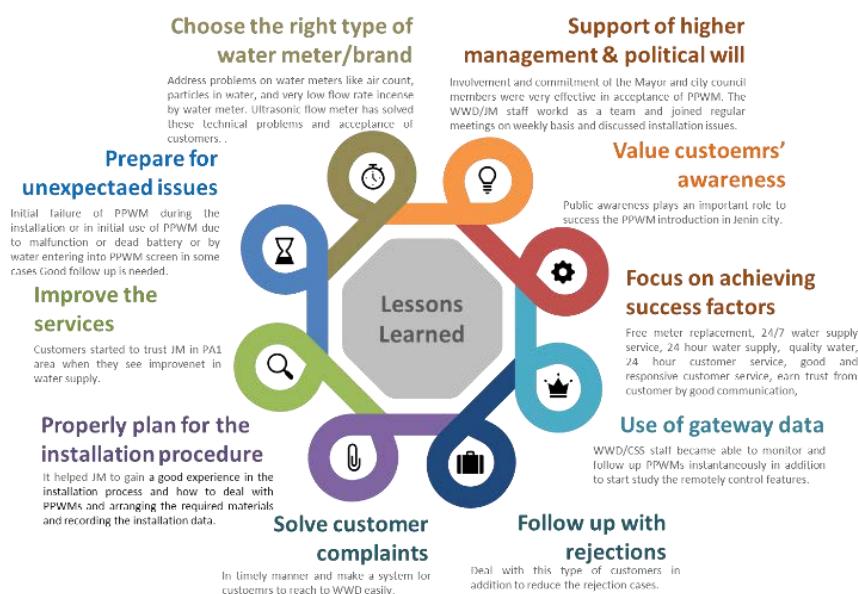 Choose the right type of
water meter/brand
Address problems on water meters like air count,
particles in water, and very low flow rate incense
by water meter. Ultrasonic flow meter has solved
these technical problems and acceptance of
customers. .
Support of higher
management & political will
Involvement and commitment of the Mayor and city council
members were very effective in acceptance of PPWM. The
WWD/JM staff workd as a team and joined regular
meetings on weekly basis and discussed installation issues.
Prepare for
unexpectaed issues
Initial failure of PPWM during the
installation or in initial use of PPWM due
to malfunction or dead battery or by
water entering into PPWM screen in some
cases Good follow up is needed.
Value custoemrs'
awareness
Public awareness plays an important role to
success the PPWM introduction in Jenin city.
Improve the
services
Customers started to trust JM in PA1
area when they see improvenet in
water supply.
Lessons
Learned
Focus on achieving
success factors
Free meter replacement, 24/7 water supply
service, 24 hour water supply, quality water,
24 hour customer service, good and
responsive customer service, earn trust from
customer by good communication,
Properly plan for the
installation procedure
It helped JM to gain a good experience in the
installation process and how to deal with
PPWMs and arranging the required materials
and recording the installation data.
Use of gateway data
WWD/CSS staff became able to monitor and
follow up PPWMs instantaneously in addition
to start study the remotely control features.
Solve customer
complaints
In timely manner and make a system for
custoemrs to reach to WWD easily.
Follow up with
rejections
Deal with this type of customers in
addition to reduce the rejection cases.